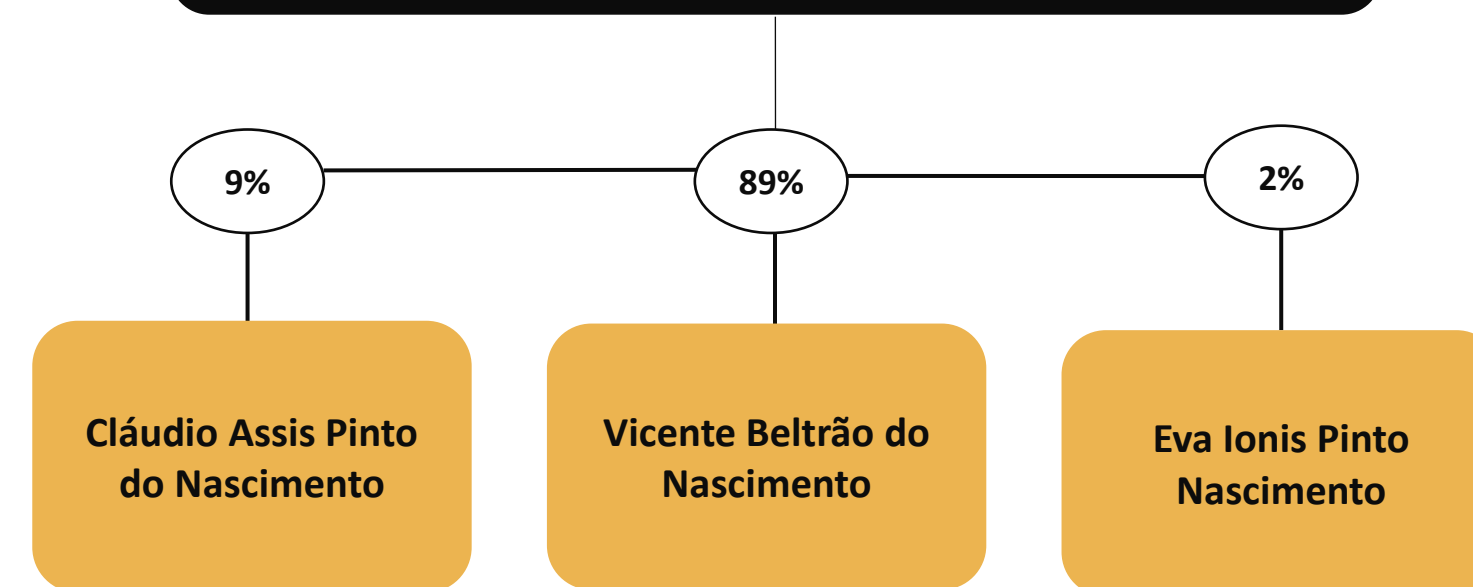 9%
89%
2%
Cláudio Assis Pinto
do Nascimento
Vicente Beltrão do
Nascimento
Eva Ionis Pinto
Nascimento